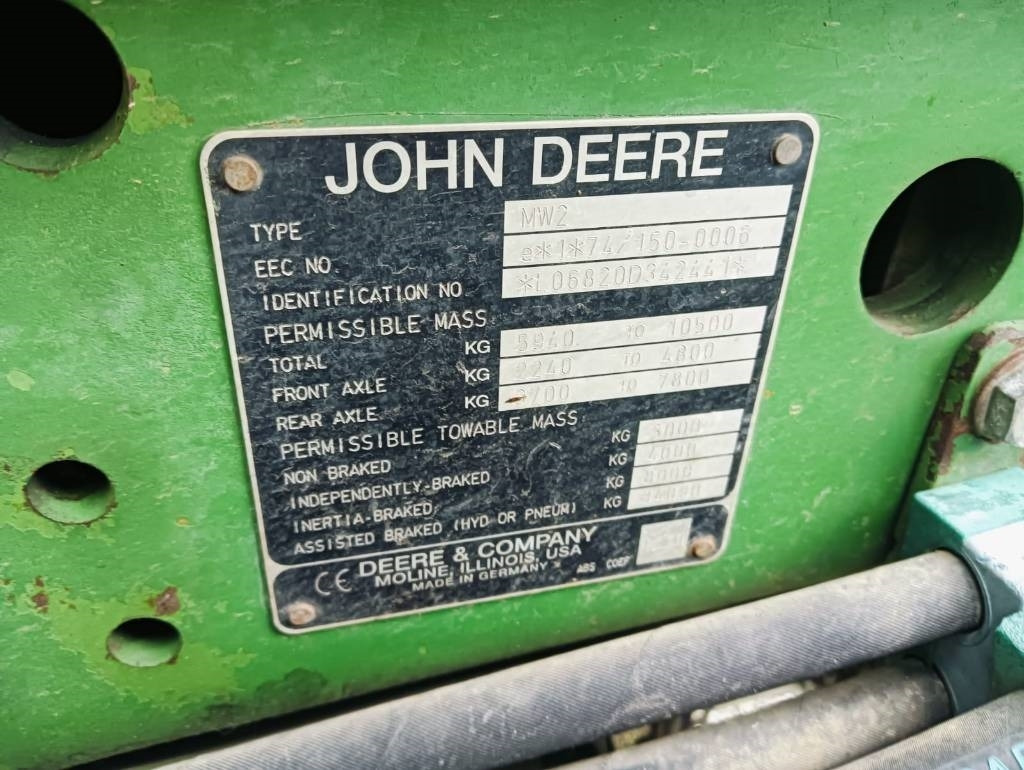 JOHN DEERE
TYPE MW2
EEC NO. e*1*74/150=0006
IDENTIFICATION NO *L06820D342441*
PERMISSIBLE MASS
TOTAL KG 5940 to 10500
FRONT AXLE KG 2240 to 4800
REAR AXLE KG 3700 to 7800
PERMISSIBLE TOWABLE MASS
NON BRAKED KG
INDEPENDENTLY-BRAKED KG 4000
INERTIA-BRAKED KG 8000
ASSISTED BRAKED (HYD OR PNEUM) KG
CE DEERE & COMPANY
MOLINE, ILLINOIS, USA
MADE IN GERMANY ABS COEF